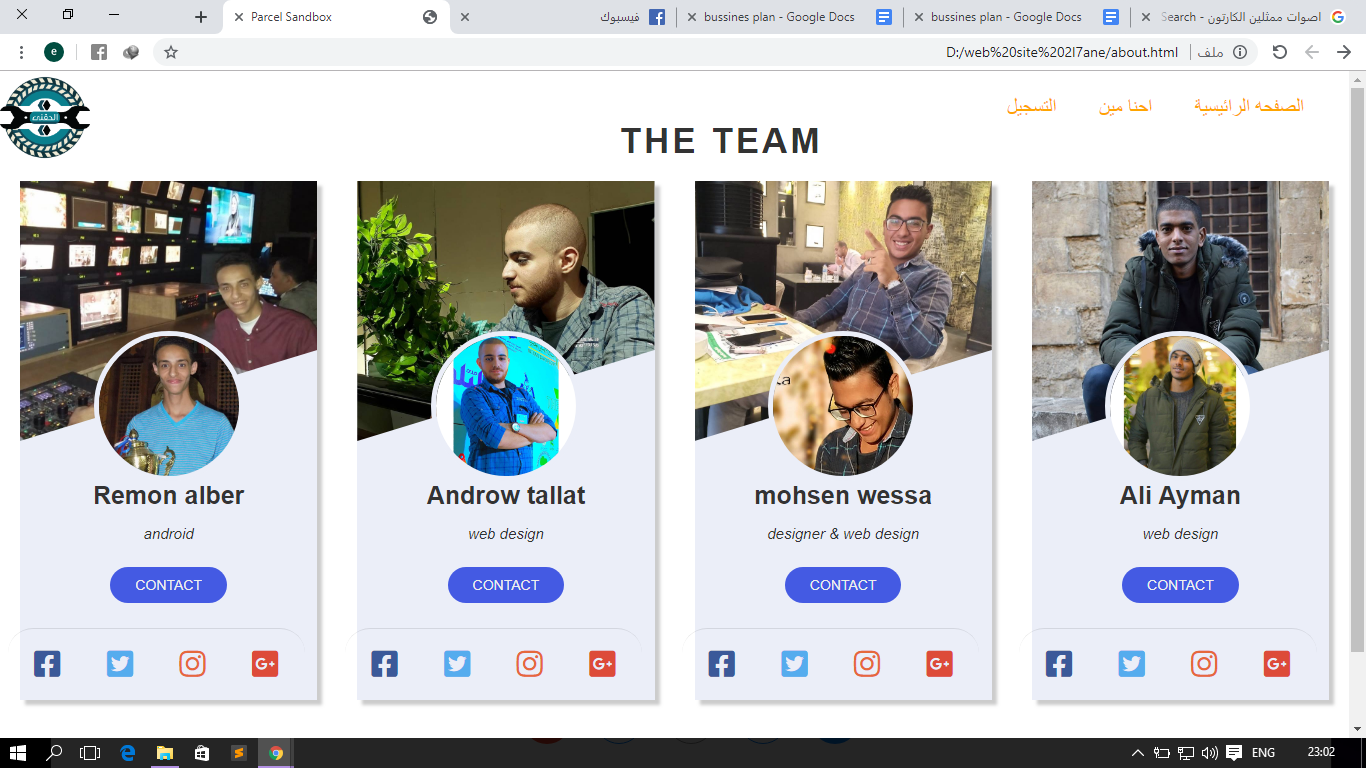 Parcel Sandbox
فيسبوك
bussines plan - Google Docs
bussines plan - Google Docs
اصوات ممثلين الكارتون - Search
e
ملف
D:/web%20site%202l7ane/about.html
الصفحه الرائيسية
احنا مين
التسجيل
THE TEAM
Remon alber
android
CONTACT
Androw tallat
web design
CONTACT
mohsen wessa
designer & web design
CONTACT
Ali Ayman
web design
CONTACT
ENG
23:02